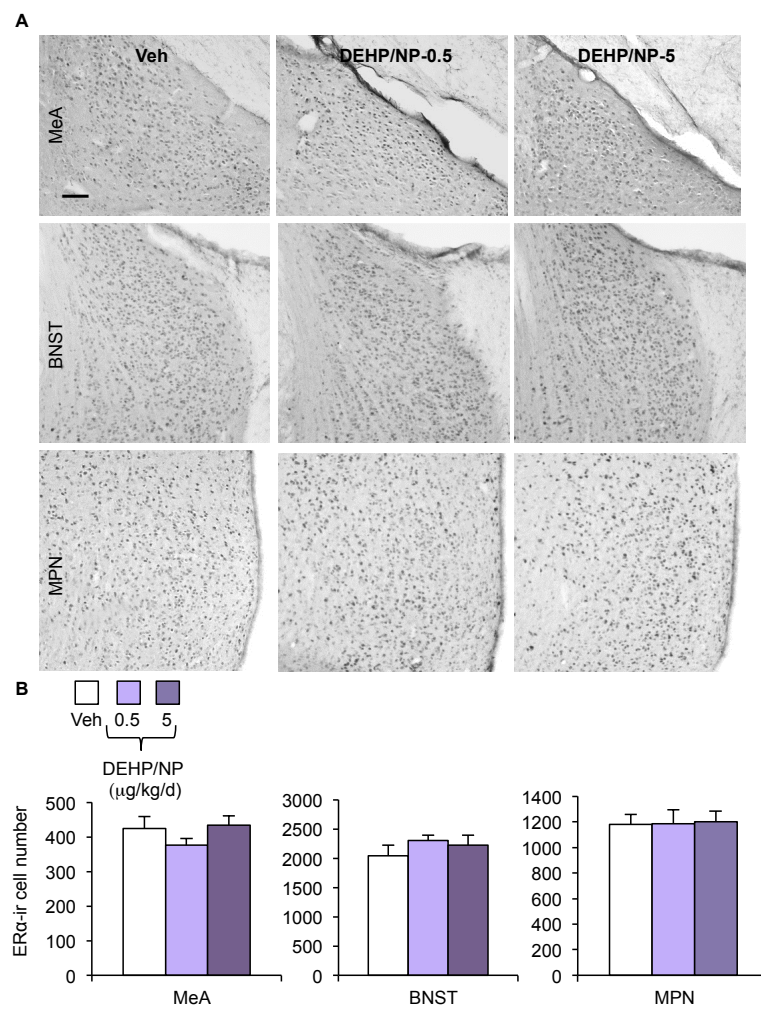 A
Veh DEHP/NP-0.5 DEHP/NP-5
MeA
BNST
MPN
B
Veh 0.5 5
DEHP/NP
(μg/kg/d)
ERα-ir cell number
500
400
300
200
100
0
MeA
3000
2500
2000
1500
1000
500
0
BNST
1400
1200
1000
800
600
400
200
0
MPN